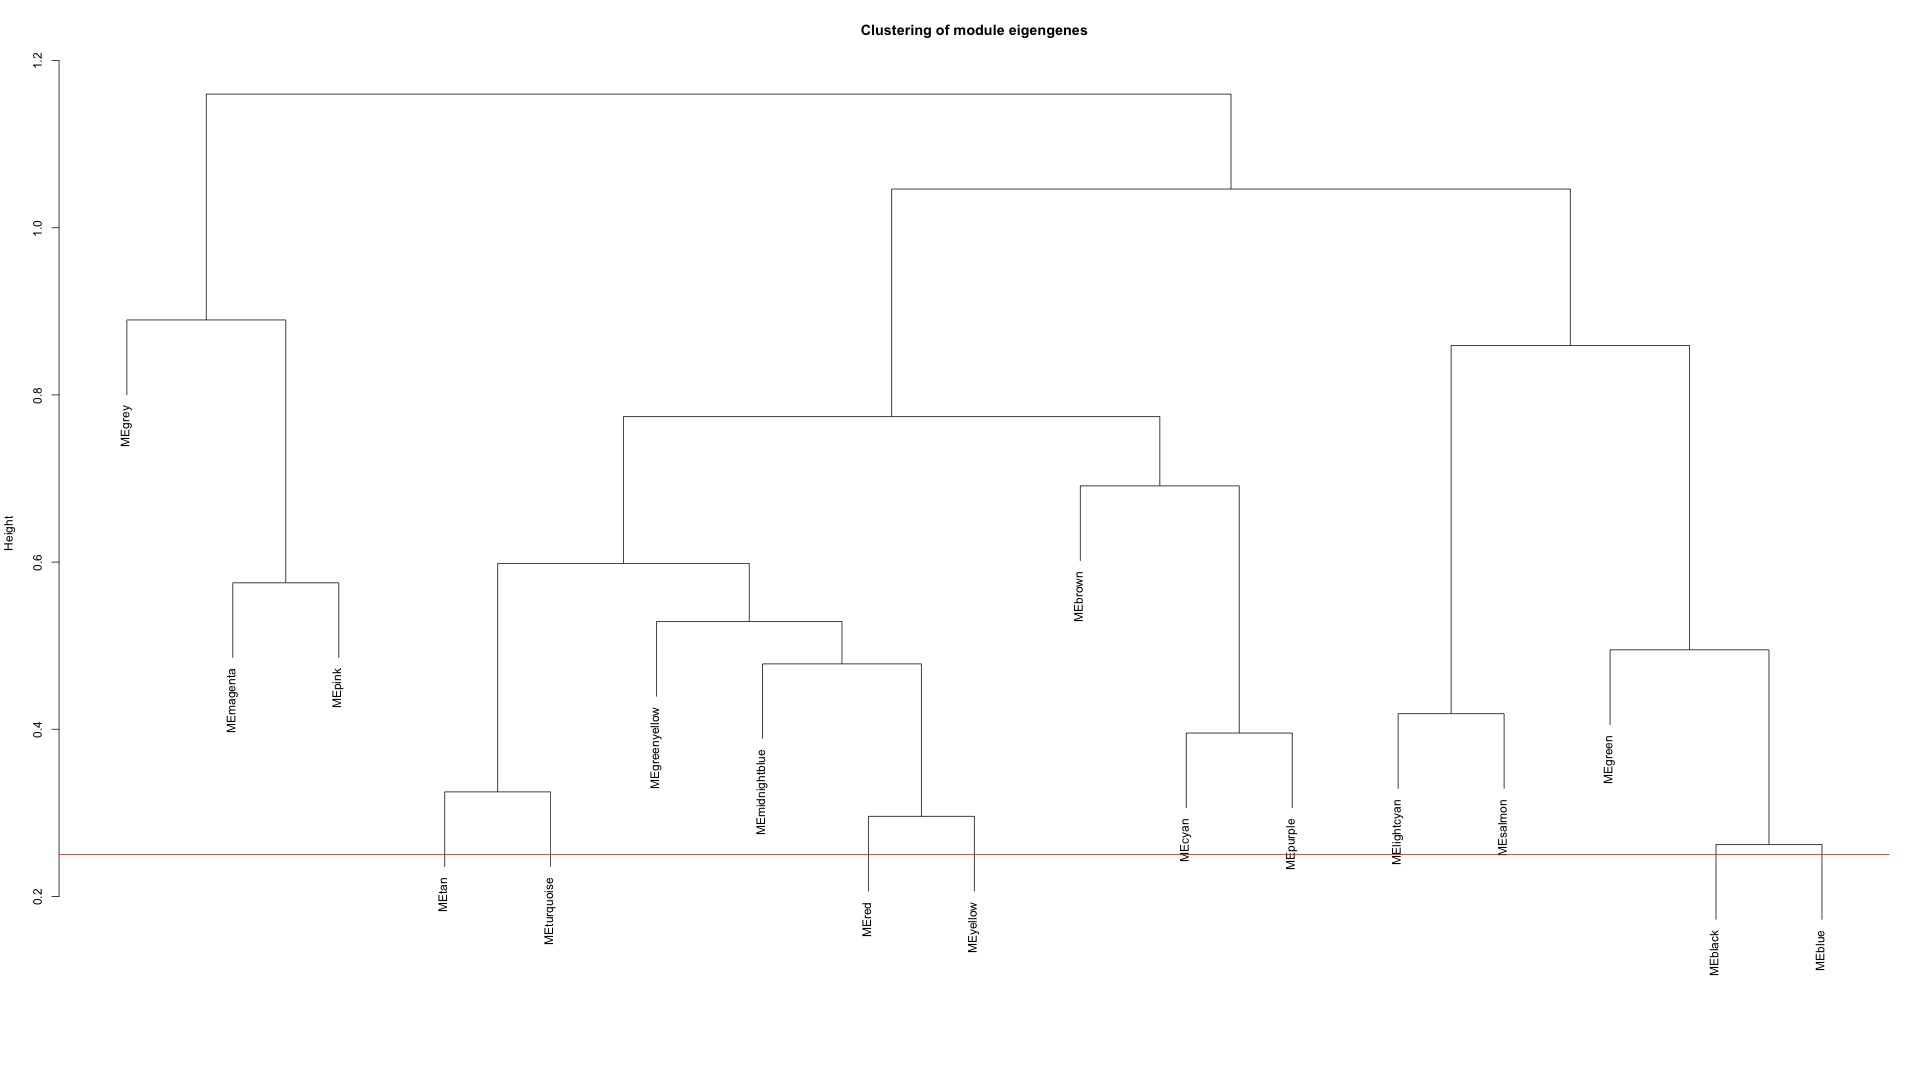 Clustering of module eigengenes
Height
1.2
1.0
0.8
0.6
0.4
0.2
MEgrey
MEmagenta
MEpink
MEtan
MEturquoise
MEgreenyellow
MEmidnightblue
MEred
MEyellow
MEbrown
MEcyan
MEpurple
MElightcyan
MEsalmon
MEgreen
MEblack
MEblue